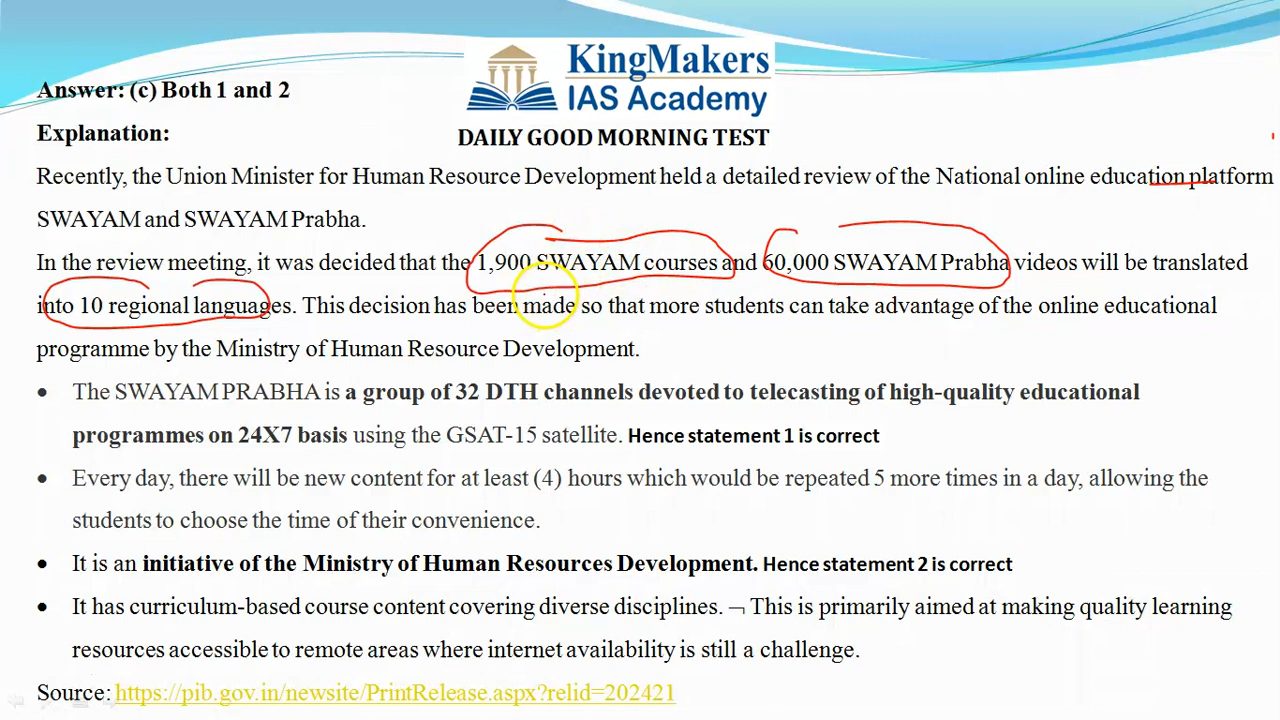 KingMakers
IAS Academy
Answer: (c) Both 1 and 2
Explanation:
DAILY GOOD MORNING TEST
Recently, the Union Minister for Human Resource Development held a detailed review of the National online education platform
SWAYAM and SWAYAM Prabha.
In the review meeting, it was decided that the 1,900 SWAYAM courses and 60,000 SWAYAM Prabha videos will be translated
into 10 regional languages. This decision has been made so that more students can take advantage of the online educational
programme by the Ministry of Human Resource Development.
• The SWAYAM PRABHA is a group of 32 DTH channels devoted to telecasting of high-quality educational
programmes on 24X7 basis using the GSAT-15 satellite. Hence statement 1 is correct
• Every day, there will be new content for at least (4) hours which would be repeated 5 more times in a day, allowing the
students to choose the time of their convenience.
• It is an initiative of the Ministry of Human Resources Development. Hence statement 2 is correct
• It has curriculum-based course content covering diverse disciplines. ¬ This is primarily aimed at making quality learning
resources accessible to remote areas where internet availability is still a challenge.
Source: https://pib.gov.in/newsite/PrintRelease.aspx?relid=202421